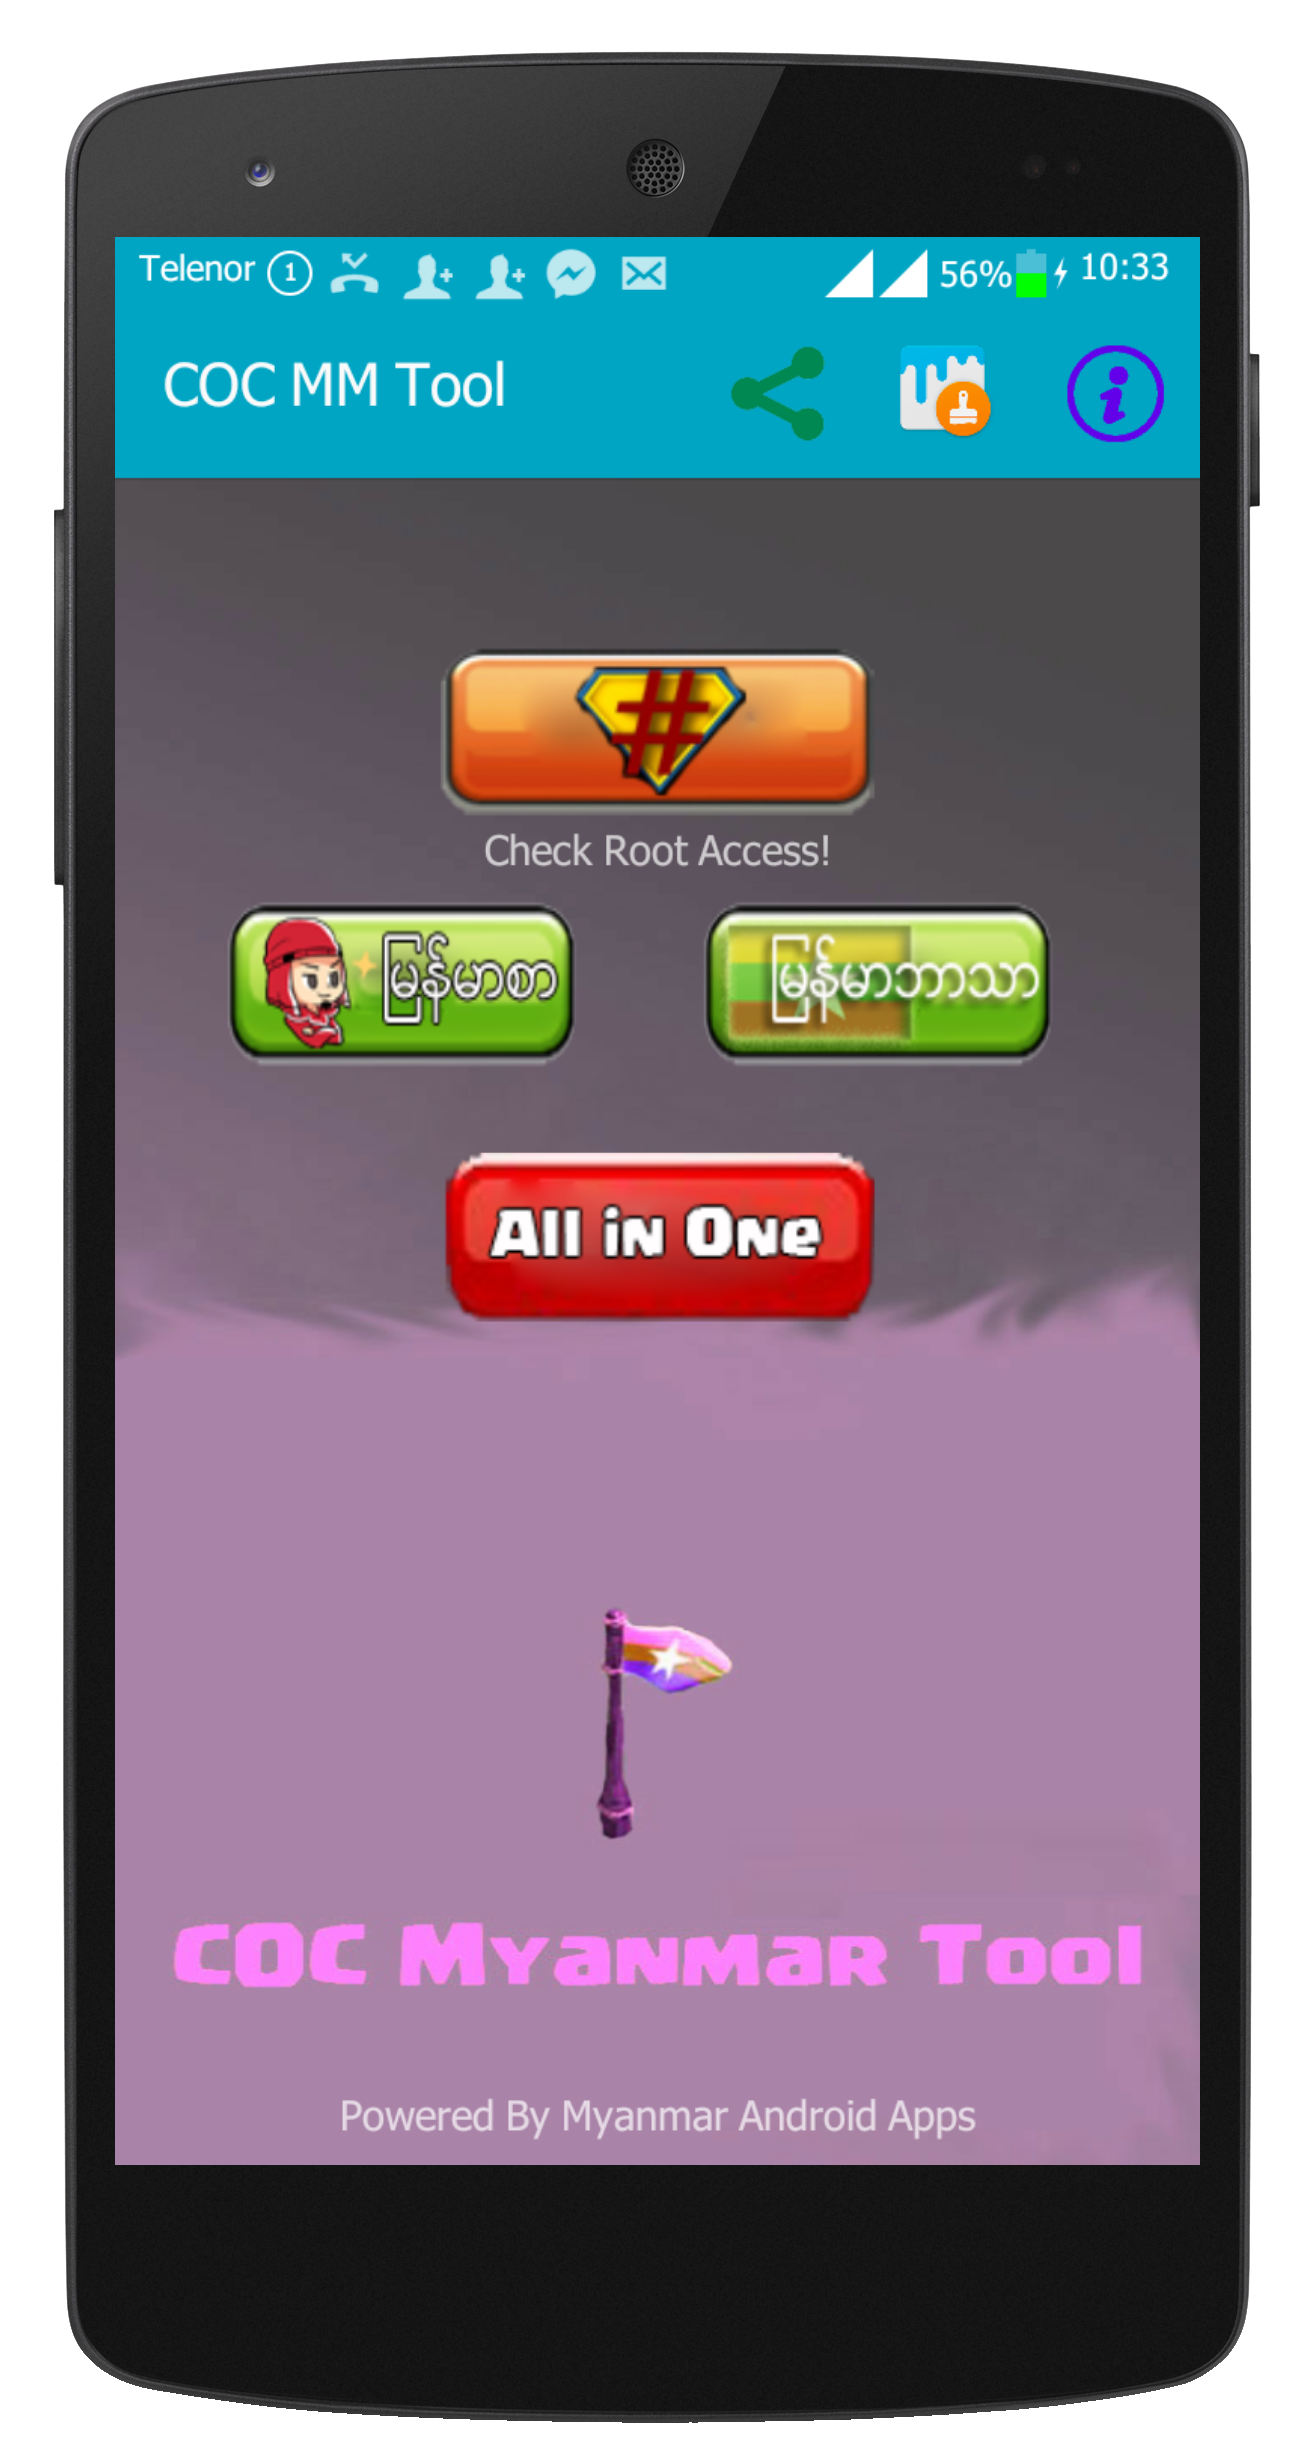 Telenor 1 56% 10:33
COC MM Tool
Check Root Access!
မြန်မာစာ မြန်မာဘာသာ
All in One
COC Myanmar Tool
Powered By Myanmar Android Apps